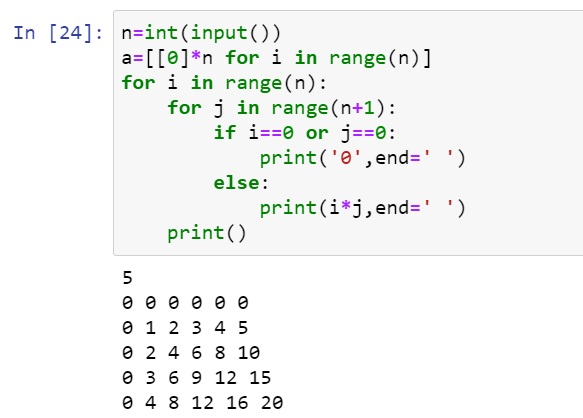 In [24]: n=int(input())
a=[[0]*n for i in range(n)]
for i in range(n):
    for j in range(n+1):
        if i==0 or j==0:
            print('0',end=' ')
        else:
            print(i*j,end=' ')
    print()
5
0 0 0 0 0 0
0 1 2 3 4 5
0 2 4 6 8 10
0 3 6 9 12 15
0 4 8 12 16 20